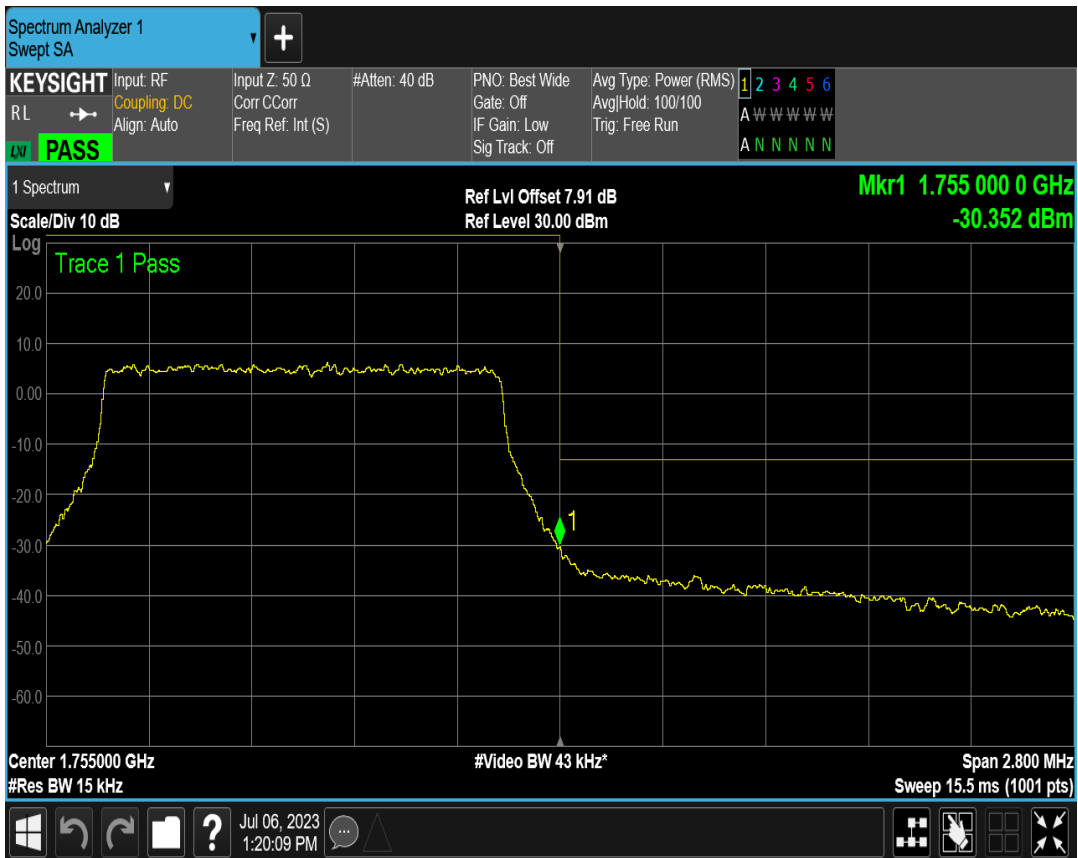 Spectrum Analyzer 1
Swept SA
+
KEYSIGHT
RL
LXI PASS
Input: RF
Coupling: DC
Align: Auto
Input Z: 50 Ω
Corr CCorr
Freq Ref: Int (S)
#Atten: 40 dB
PNO: Best Wide
Gate: Off
IF Gain: Low
Sig Track: Off
Avg Type: Power (RMS)
Avg|Hold: 100/100
Trig: Free Run
1 2 3 4 5 6
A W W W W W
A N N N N N
1 Spectrum
Scale/Div 10 dB
Ref Lvl Offset 7.91 dB
Ref Level 30.00 dBm
Mkr1 1.755 000 0 GHz
-30.352 dBm
Log
Trace 1 Pass
20.0
10.0
0.00
-10.0
-20.0
-30.0
-40.0
-50.0
-60.0
1
Center 1.755000 GHz
#Video BW 43 kHz*
Span 2.800 MHz
#Res BW 15 kHz
Sweep 15.5 ms (1001 pts)
?
Jul 06, 2023
1:20:09 PM